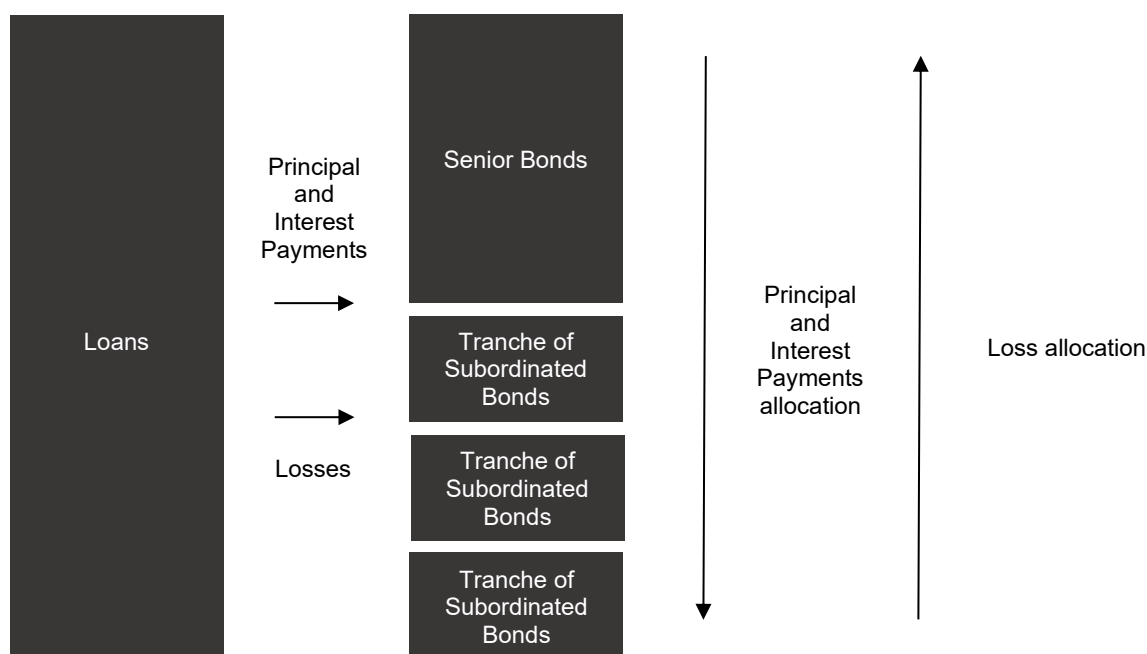 Loans
Principal
and
Interest
Payments
Losses
Senior Bonds
Tranche of
Subordinated
Bonds
Tranche of
Subordinated
Bonds
Tranche of
Subordinated
Bonds
Principal
and
Interest
Payments
allocation
Loss allocation